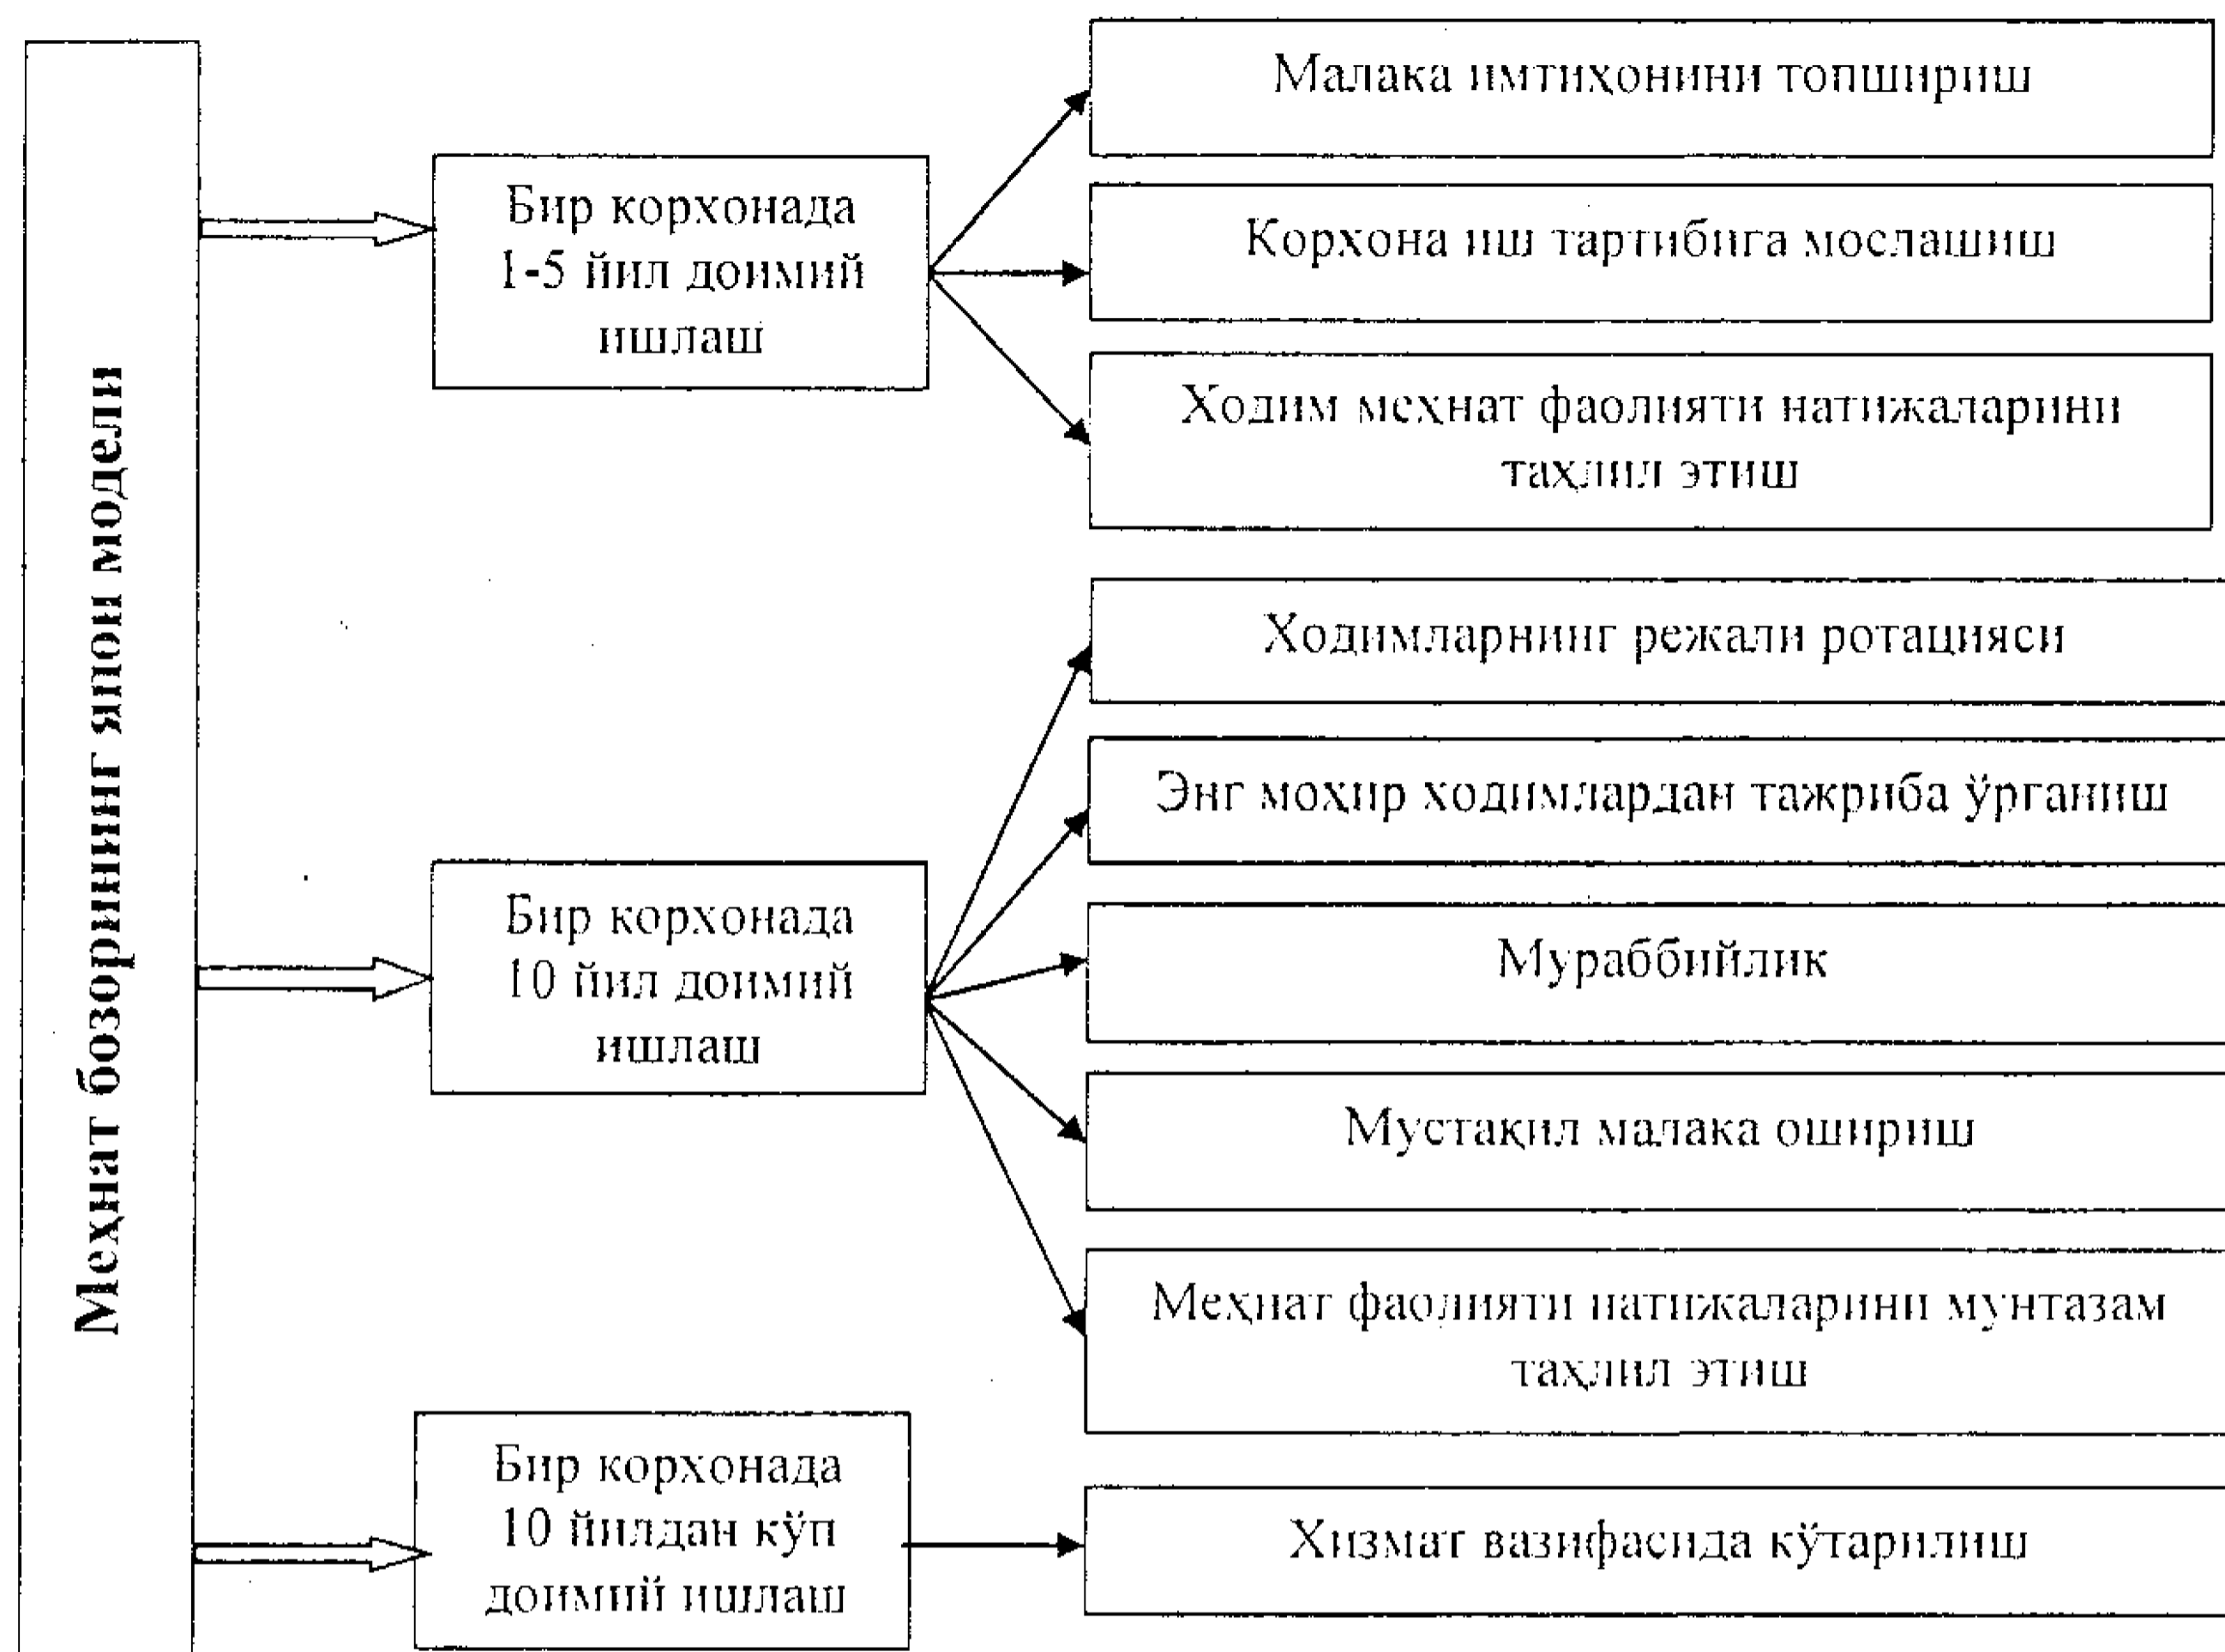 Меҳнат бозорининг япон модели
Бир корхонада
1-5 йил доимий
ишлаш
Малака имтиҳонини топшириш
Корхона иш тартибига мослашиш
Ходим меҳнат фаолияти натижаларини
таҳлил этиш
Бир корхонада
10 йил доимий
ишлаш
Ходимларнинг режали ротацияси
Энг моҳир ходимлардан тажриба ўрганиш
Мураббийлик
Мустақил малака ошириш
Меҳнат фаолияти натижаларини мунтазам
таҳлил этиш
Бир корхонада
10 йилдан кўп
доимий ишлаш
Хизмат вазифасида кўтарилиш